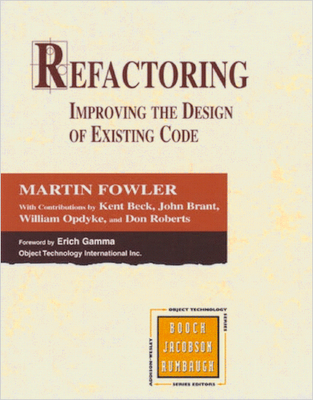 REFACTORING
IMPROVING THE DESIGN
OF EXISTING CODE
MARTIN FOWLER
With Contributions by Kent Beck, John Brant,
William Opdyke, and Don Roberts
Foreword by Erich Gamma
Object Technology International Inc.
ADDISON-WESLEY
OBJECT TECHNOLOGY
SERIES
BOOCH
JACOBSON
RUMBAUGH
SERIES EDITORS